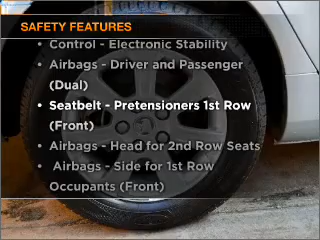 SAFETY FEATURES
• Control - Electronic Stability
• Airbags - Driver and Passenger
(Dual)
• Seatbelt - Pretensioners 1st Row
(Front)
• Airbags - Head for 2nd Row Seats
• Airbags - Side for 1st Row
Occupants (Front)